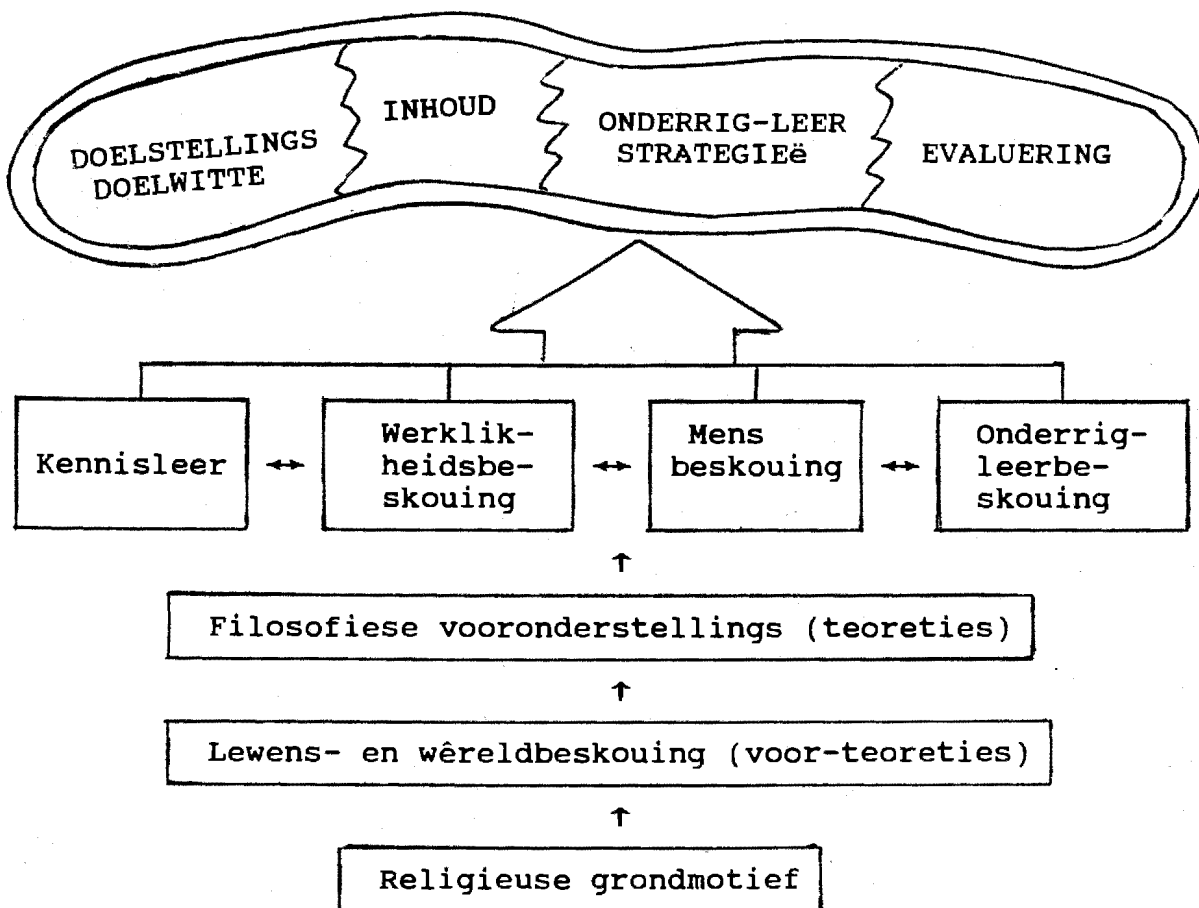 DOELSTELLINGS
DOELWITTE
INHOUD
ONDERRIG-LEER
STRATEGIEë
EVALUERING
Kennisleer
Werklik-
heidsbe-
skouing
Mens
beskouing
Onderrig-
leerbe-
skouing
Filosofiese vooronderstellings (teoreties)
Lewens- en wêreldbeskouing (voor-teoreties)
Religieuse grondmotief